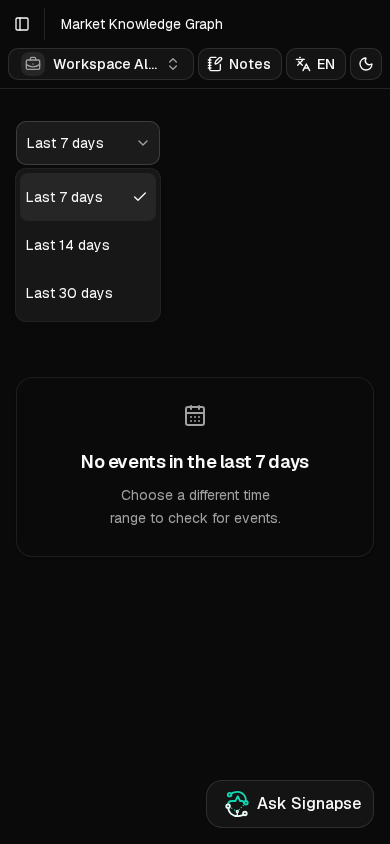 Market Knowledge Graph
Workspace Al...
Notes
EN
Last 7 days
Last 7 days
Last 14 days
Last 30 days
No events in the last 7 days
Choose a different time
range to check for events.
Ask Signapse